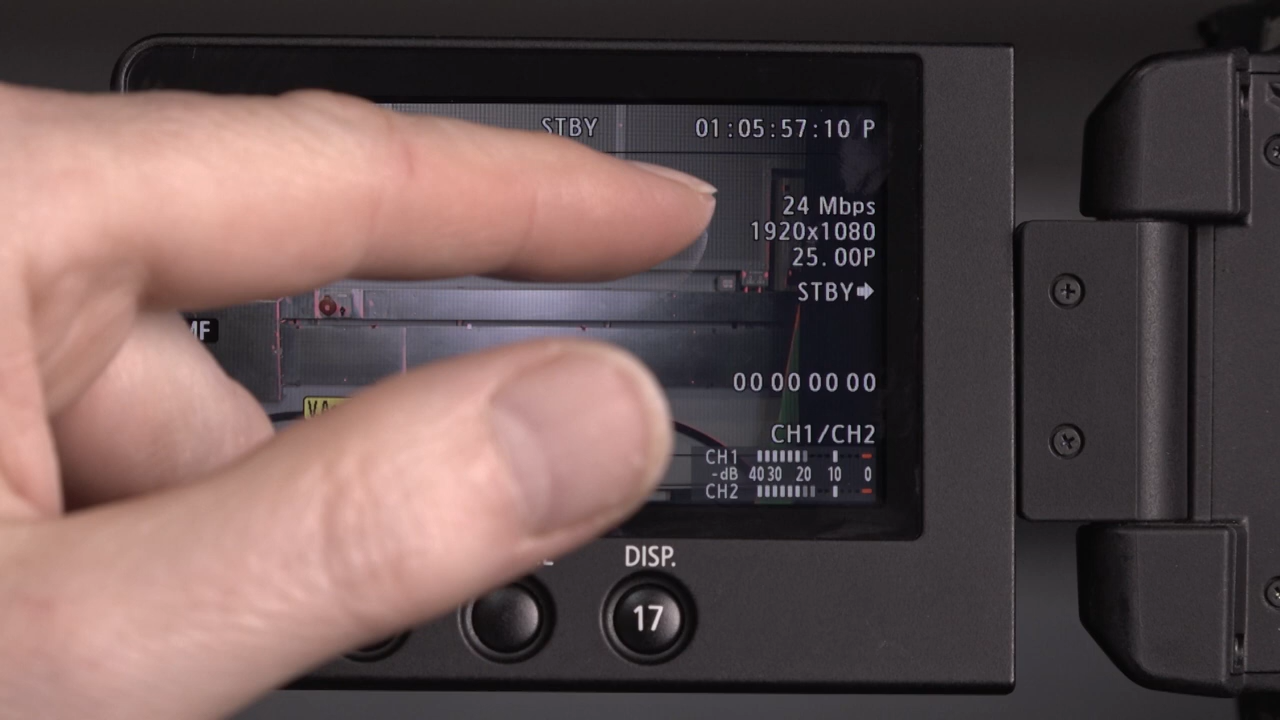 STBY 01:05:57:10 P
24 Mbps
1920x1080
25.00P
STBY
MF
00 00 00 00
CH1/CH2
CH1
-dB 40 30 20 10 0
CH2
DISP.
17